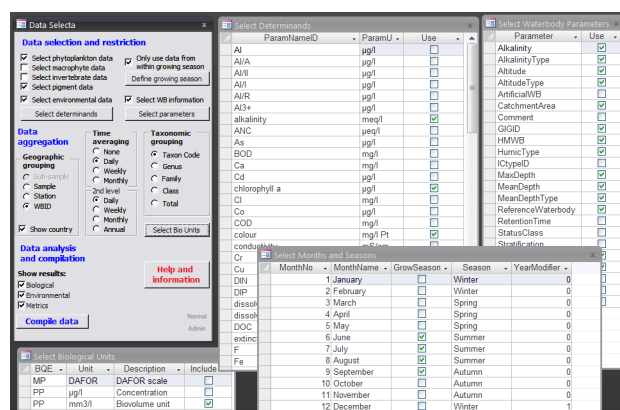 Data Selecta x
Data selection and restriction
Select phytoplankton data
Select macrophyte data
Select invertebrate data
Select pigment data
Select environmental data
Only use data from
within growing season
Define growing season
Select WB information
Select determinands
Select parameters
Data
aggregation
Geographic
grouping
Sub-sample
Sample
Station
WBID
Show country
Time
averaging
None
Daily
Weekly
Monthly
2nd level
Daily
Weekly
Monthly
Annual
Taxonomic
grouping
Taxon Code
Genus
Family
Class
Total
Select Bio Units
Data analysis
and compilation
Show results:
Biological
Environmental
Metrics
Help and
information
Compile data
Normal
Admin
Select Determinands
ParamNameID ParamU Use
Al µg/l
Al/A µg/l
Al/Il µg/l
Al/l µg/l
Al/R µg/l
Al3+ µg/l
alkalinity meq/l
ANC µeq/l
As µg/l
BOD mg/l
Ca mg/l
Cd µg/l
chlorophyll a µg/l
Cl mg/l
Co µg/l
COD mg/l
colour mg/l Pt
Cr
Cu
DIN
DIP
DOC
F
Fe
Select Waterbody Parameters x
Parameter Use
Alkalinity
AlkalinityType
Altitude
AltitudeType
ArtificialWB
CatchmentArea
Comment
GIGID
HMWB
HumicType
ICtypeID
MaxDepth
MeanDepth
MeanDepthType
ReferenceWaterbody
RetentionTime
StatusClass
Stratification
Select Months and Seasons x
MonthNo MonthName GrowSeason Season YearModifier
1 January Winter 0
2 February Winter 0
3 March Spring 0
4 April Spring 0
5 May Spring 0
6 June Summer 0
7 July Summer 0
8 August Summer 0
9 September Autumn 0
10 October Autumn 0
11 November Autumn 0
12 December Winter 1
Select Biological Units
BQE Unit Description Include
MP DAFOR DAFOR scale
PP µg/l Concentration
PP mm3/l Biovolume unit